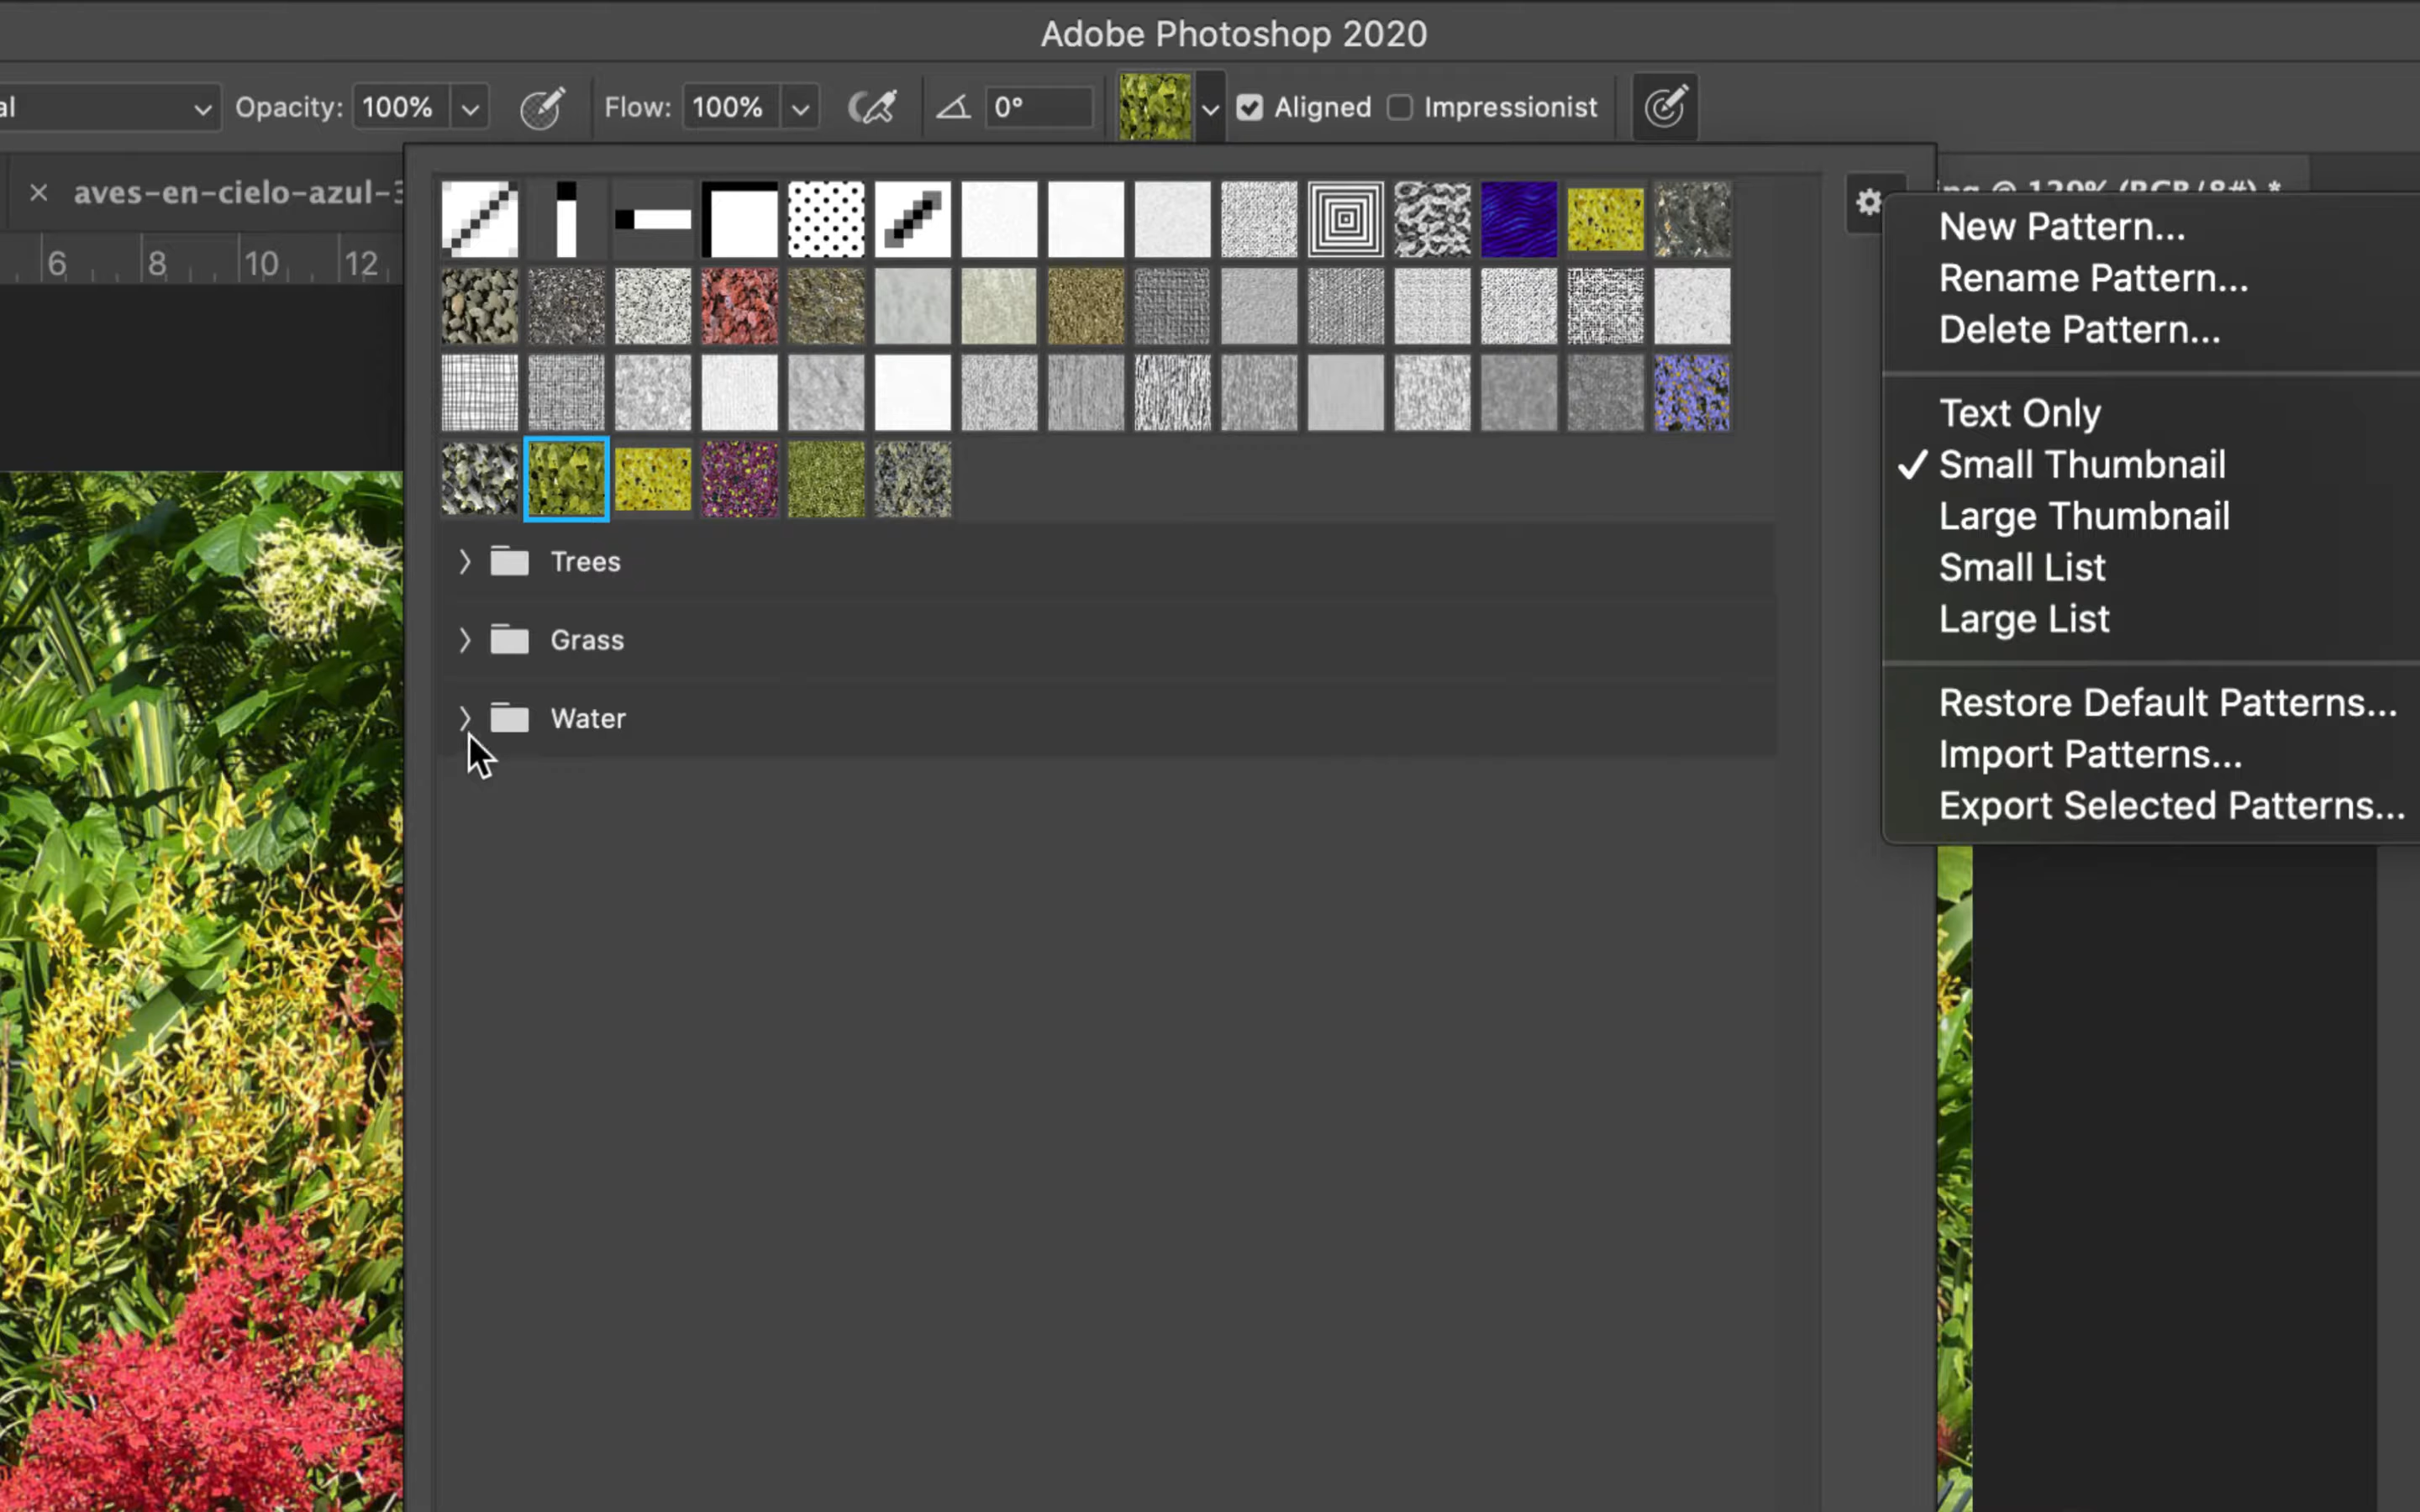 Adobe Photoshop 2020
al Opacity: 100% Flow: 100% 0° Aligned Impressionist
aves-en-cielo-azul-3
6 8 10 12
New Pattern...
Rename Pattern...
Delete Pattern...
Text Only
Small Thumbnail
Large Thumbnail
Small List
Large List
Restore Default Patterns...
Import Patterns...
Export Selected Patterns...
Trees
Grass
Water